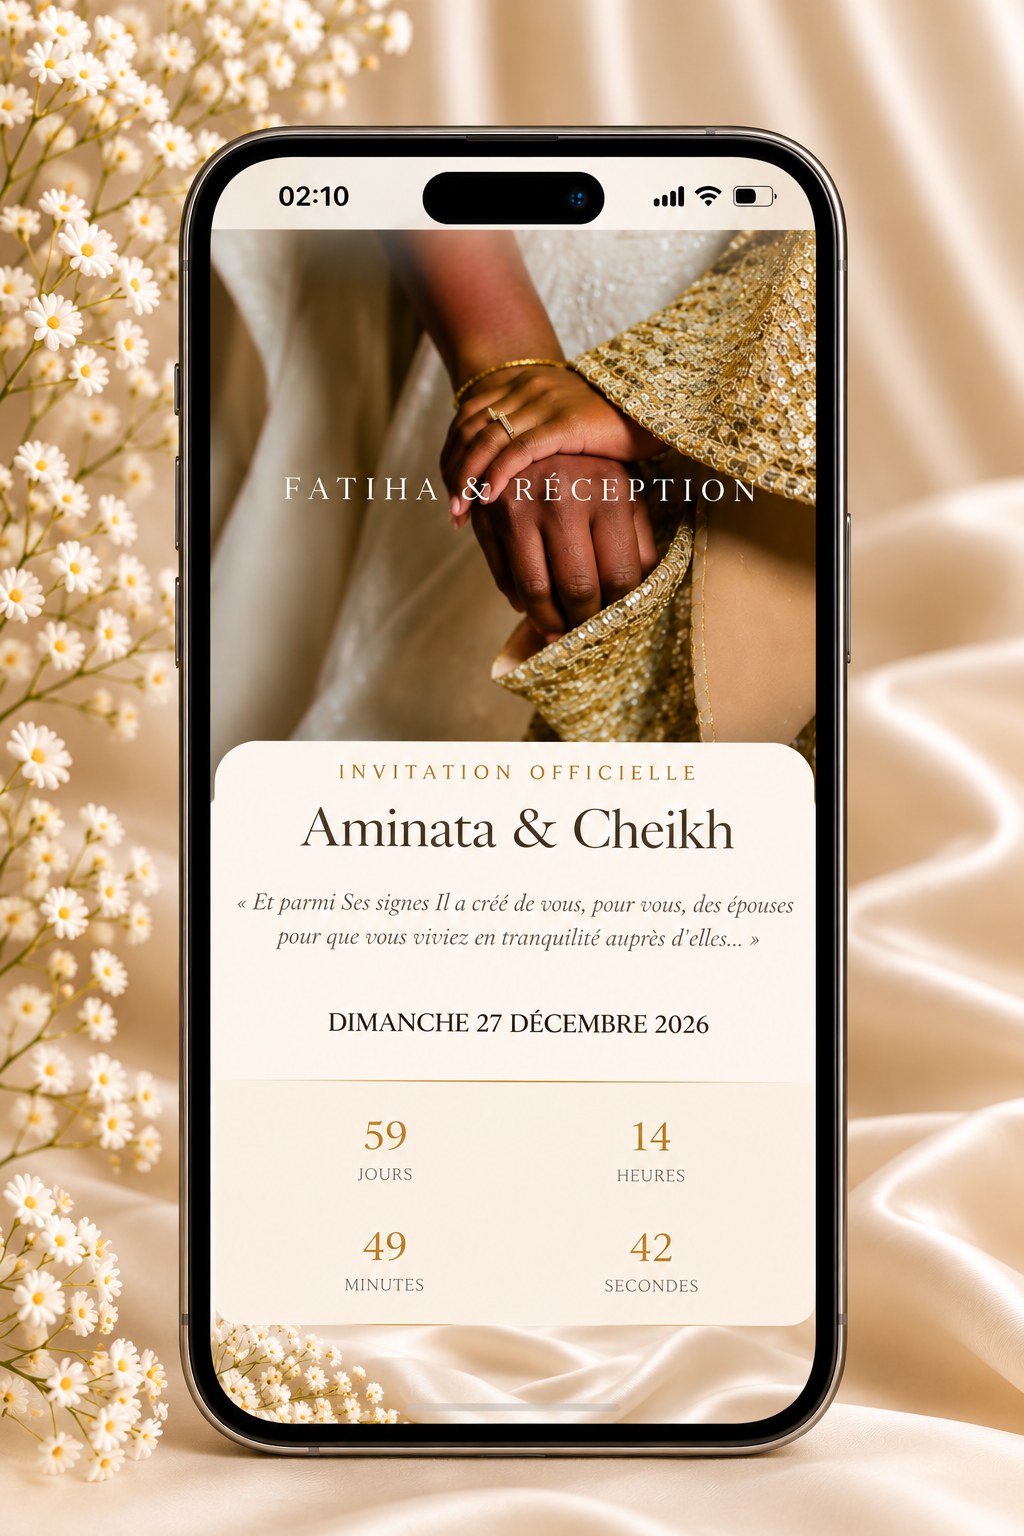 02:10
FATIHA & RÉCEPTION
INVITATION OFFICIELLE
Aminata & Cheikh
« Et parmi Ses signes Il a créé de vous, pour vous, des épouses
pour que vous viviez en tranquilité auprès d'elles... »
DIMANCHE 27 DÉCEMBRE 2026
59 14
JOURS HEURES
49 42
MINUTES SECONDES